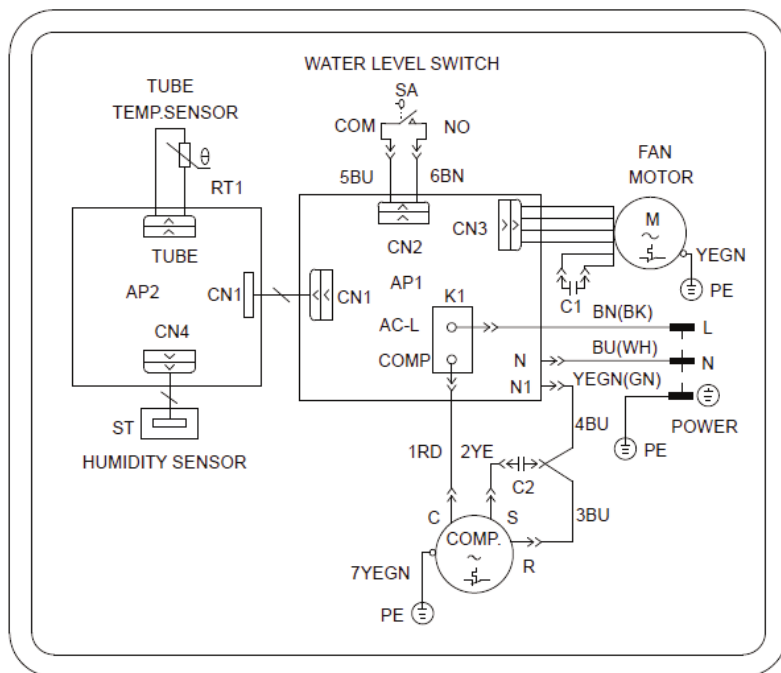 WATER LEVEL SWITCH
TUBE
TEMP.SENSOR
SA
COM
NO
θ
RT1
5BU
6BN
FAN
MOTOR
M
CN3
CN2
TUBE
YEGN
AP2
CN1
CN1
AP1
K1
C1
PE
BN(BK)
AC-L
L
CN4
COMP
N
BU(WH)
N
N1
YEGN(GN)
ST
4BU
POWER
HUMIDITY SENSOR
1RD
2YE
PE
C2
C
S
3BU
COMP.
R
7YEGN
PE